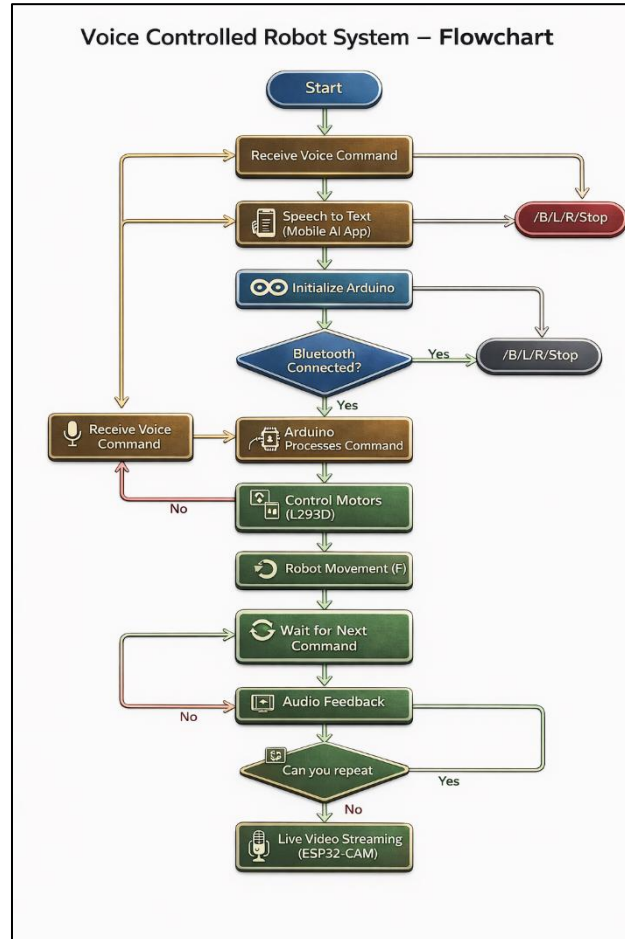 Voice Controlled Robot System – Flowchart
Start
Receive Voice Command
/B/L/R/Stop
Speech to Text
(Mobile AI App)
Initialize Arduino
Bluetooth
Connected?
Yes
/B/L/R/Stop
Yes
Receive Voice
Command
Arduino
Processes Command
No
Control Motors
(L293D)
Robot Movement (F)
Wait for Next
Command
No
Audio Feedback
Can you repeat
Yes
No
Live Video Streaming
(ESP32-CAM)